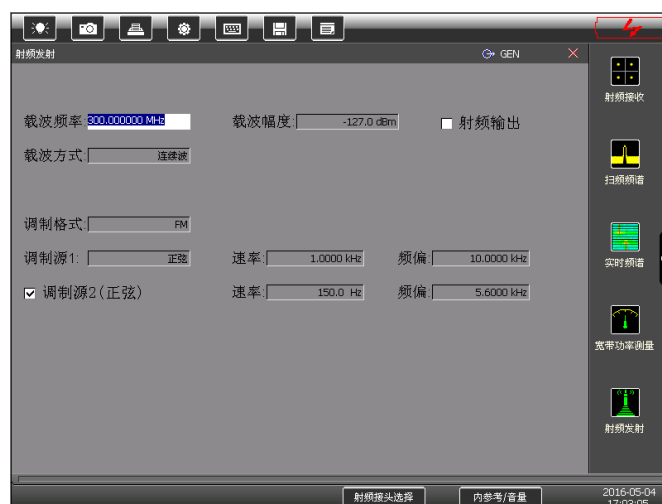 射频发射 GEN
载波频率 300.000000 MHz 载波幅度: -127.0 dBm 射频输出
载波方式: 连续波
调制格式: FM
调制源1: 正弦 速率: 1.0000 kHz 频偏: 10.0000 kHz
调制源2(正弦) 速率: 150.0 Hz 频偏: 5.6000 kHz
射频接收
扫频频谱
实时频谱
宽带功率测量
射频发射
射频接头选择 内参考/音量 2016-05-04
17:03:05